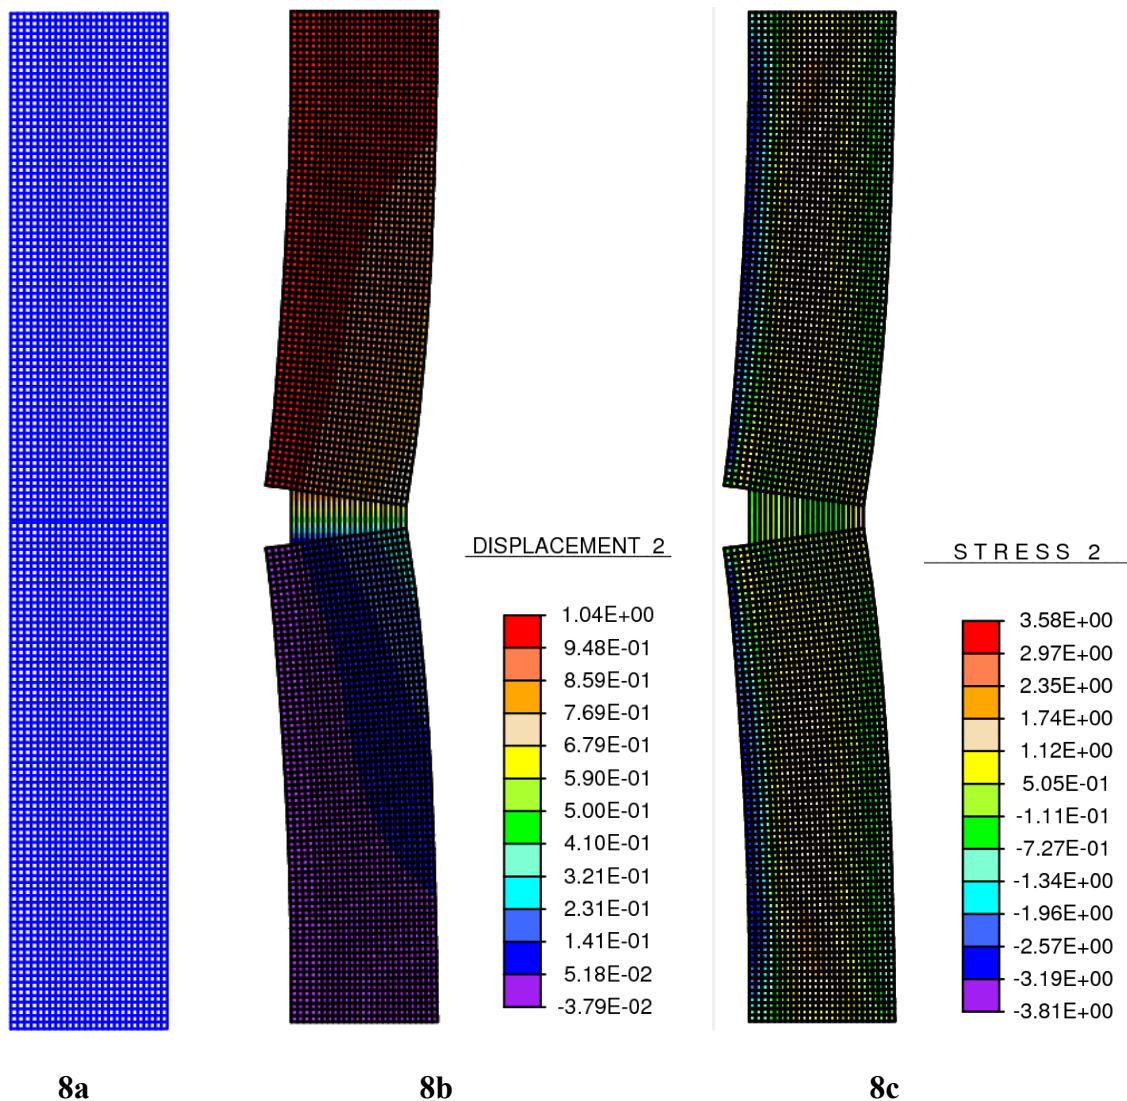 DISPLACEMENT 2
1.04E+00
9.48E-01
8.59E-01
7.69E-01
6.79E-01
5.90E-01
5.00E-01
4.10E-01
3.21E-01
2.31E-01
1.41E-01
5.18E-02
-3.79E-02
S T R E S S 2
3.58E+00
2.97E+00
2.35E+00
1.74E+00
1.12E+00
5.05E-01
-1.11E-01
-7.27E-01
-1.34E+00
-1.96E+00
-2.57E+00
-3.19E+00
-3.81E+00
8a
8b
8c